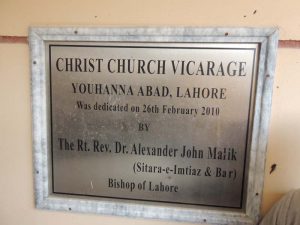 CHRIST CHURCH VICARAGE
YOUHANNA ABAD, LAHORE
Was dedicated on 26th February 2010
BY
The Rt. Rev. Dr. Alexander John Malik
(Sitara-e-Imtiaz & Bar)
Bishop of Lahore